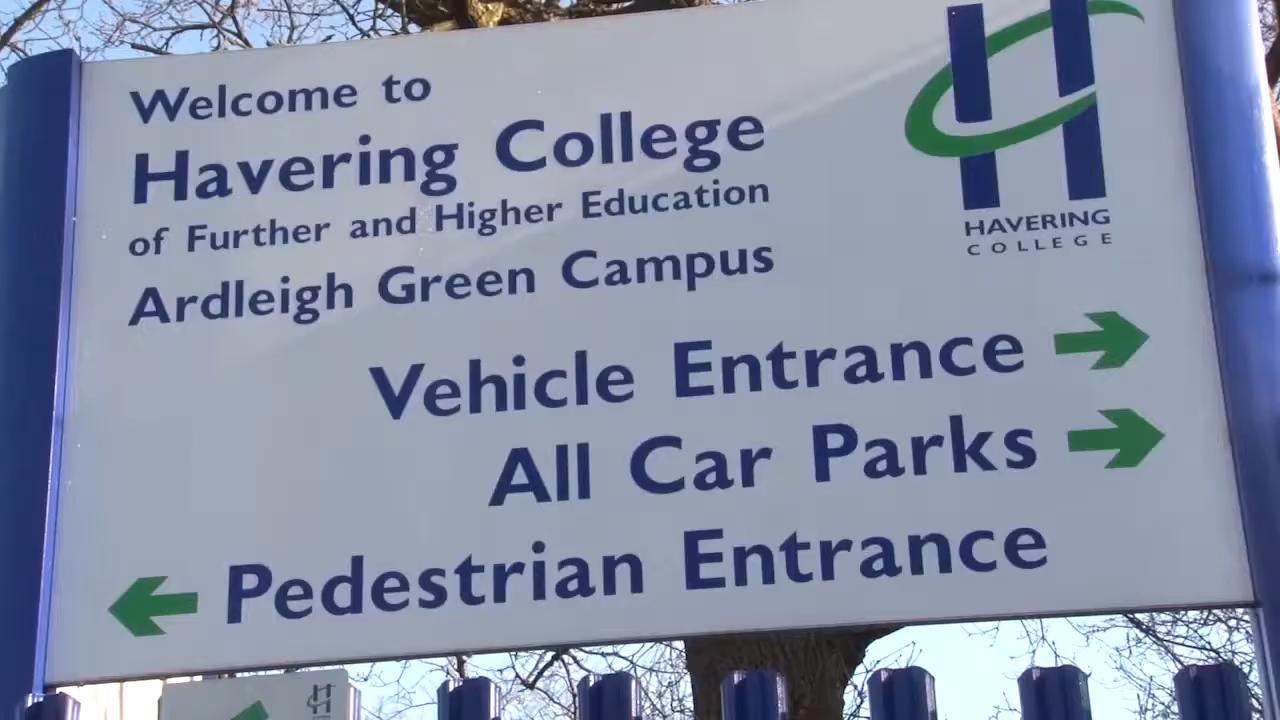 Welcome to
Havering College
of Further and Higher Education
Ardleigh Green Campus
H
HAVERING
COLLEGE
Vehicle Entrance
All Car Parks
Pedestrian Entrance
H